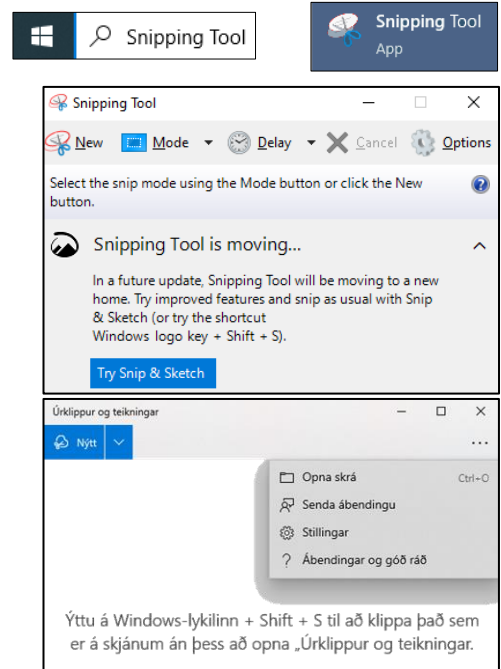 Snipping Tool
Snipping Tool
App
Snipping Tool
New Mode Delay Cancel Options
Select the snip mode using the Mode button or click the New
button.
Snipping Tool is moving...
In a future update, Snipping Tool will be moving to a new
home. Try improved features and snip as usual with Snip
& Sketch (or try the shortcut
Windows logo key + Shift + S).
Try Snip & Sketch
Úrklippur og teikningar
Nýtt
Opna skrá Ctrl+O
Senda ábendingu
Stillingar
Ábendingar og góð ráð
Ýttu á Windows-lykilinn + Shift + S til að klippa það sem
er á skjánum án þess að opna „Úrklippur og teikningar.